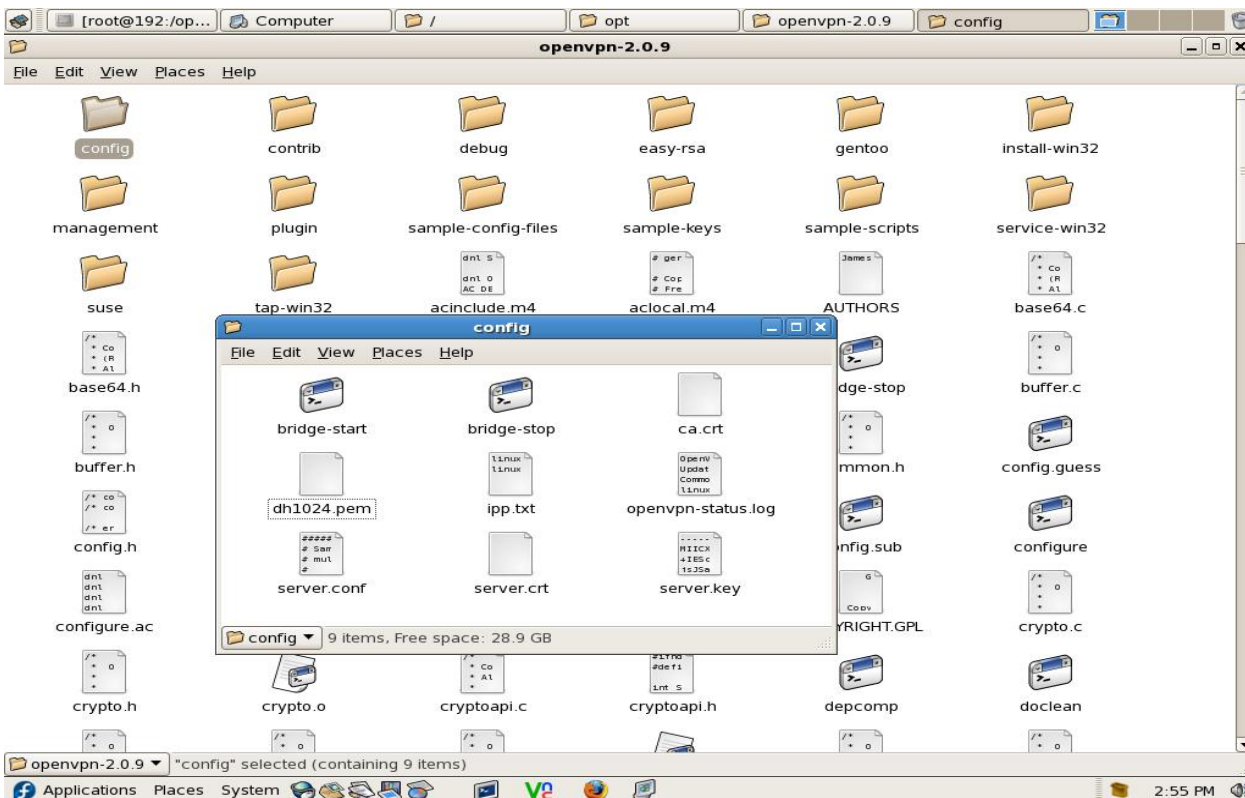 [root@192:/op... Computer / opt openvpn-2.0.9 config
openvpn-2.0.9
File Edit View Places Help
config contrib debug easy-rsa gentoo install-win32
management plugin sample-config-files sample-keys sample-scripts service-win32
suse tap-win32 acinclude.m4 aclocal.m4 AUTHORS base64.c
config
File Edit View Places Help
base64.h dge-stop buffer.c
bridge-start bridge-stop ca.crt
buffer.h mmon.h config.guess
dh1024.pem ipp.txt openvpn-status.log
config.h nfig.sub configure
server.conf server.crt server.key
configure.ac YRIGHT.GPL crypto.c
config 9 items, Free space: 28.9 GB
crypto.h crypto.o cryptoapi.c cryptoapi.h depcomp doclean
openvpn-2.0.9 "config" selected (containing 9 items)
Applications Places System 2:55 PM